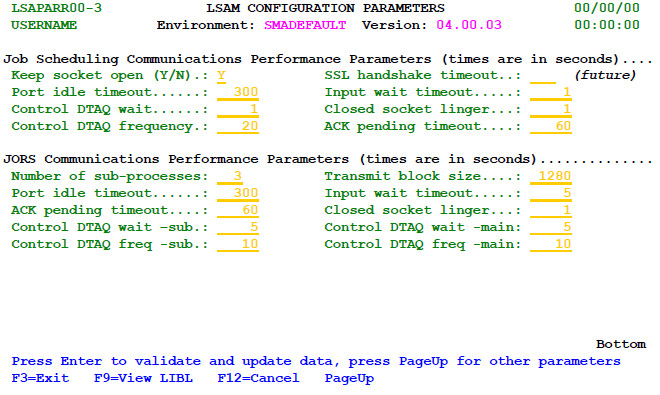 LSAPARR00-3 LSAM CONFIGURATION PARAMETERS 00/00/00
USERNAME Environment: SMADEFAULT Version: 04.00.03 00:00:00
Job Scheduling Communications Performance Parameters (times are in seconds)....
Keep socket open (Y/N).: Y SSL handshake timeout..: ___ (future)
Port idle timeout......: 300 Input wait timeout.....: 1
Control DTAQ wait......: 1 Closed socket linger...: 1
Control DTAQ frequency.: 20 ACK pending timeout....: 60
JORS Communications Performance Parameters (times are in seconds)..............
Number of sub-processes: 3 Transmit block size....: 1280
Port idle timeout......: 300 Input wait timeout.....: 5
ACK pending timeout....: 60 Closed socket linger...: 1
Control DTAQ wait -sub.: 5 Control DTAQ wait -main: 5
Control DTAQ freq -sub.: 10 Control DTAQ freq -main: 10
Bottom
Press Enter to validate and update data, press PageUp for other parameters
F3=Exit F9=View LIBL F12=Cancel PageUp